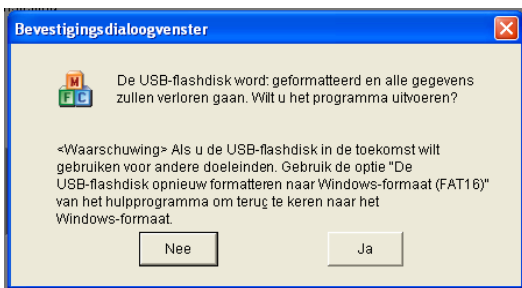 Bevestigingsdialoogvenster
M
F C
De USB-flashdisk word: geformatteerd en alle gegevens
zullen verloren gaan. Wilt u het programma uitvoeren?
<Waarschuwing> Als u de USB-flashdisk in de toekomst wilt
gebruiken voor andere doeleinden. Gebruik de optie "De
USB-flashdisk opnieuw formatteren naar Windows-formaat (FAT16)"
van het hulpprogramma om terug te keren naar het
Windows-formaat.
Nee
Ja